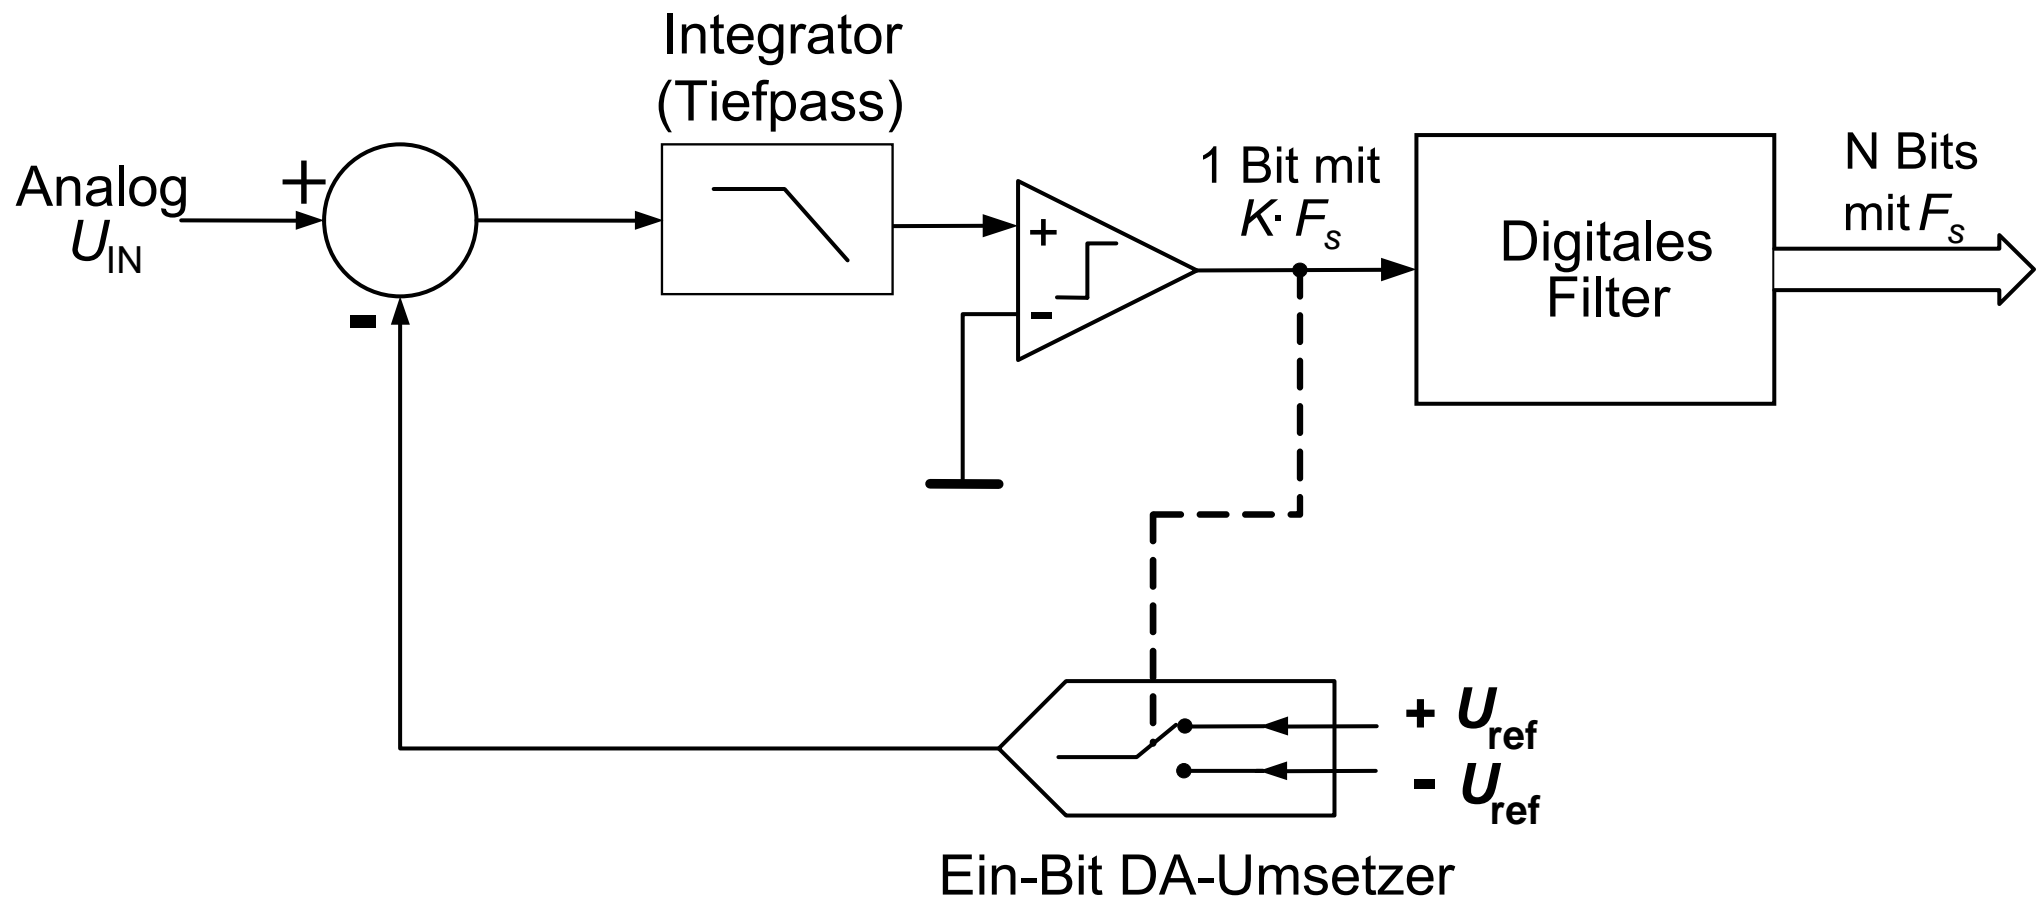 Integrator
(Tiefpass)
Analog
U_IN
+
-
+
-
1 Bit mit
K· F_s
Digitales
Filter
N Bits
mit F_s
+ U_ref
- U_ref
Ein-Bit DA-Umsetzer